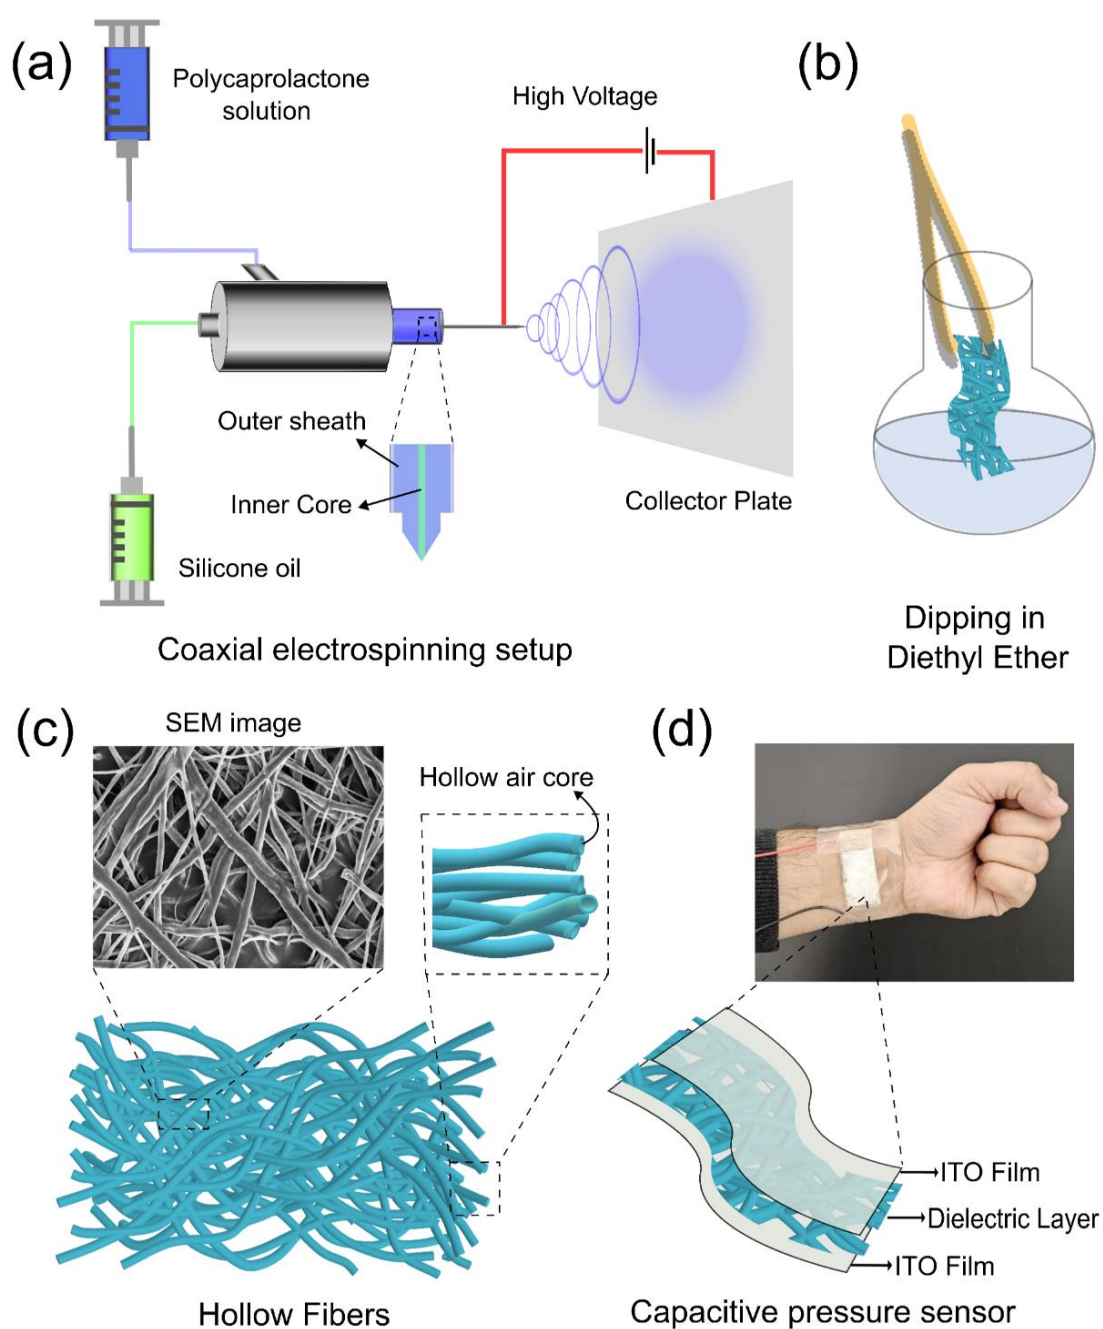 (a)
Polycaprolactone
solution
High Voltage
Outer sheath
Inner Core
Silicone oil
Collector Plate
Coaxial electrospinning setup
(b)
Dipping in
Diethyl Ether
(c)
SEM image
Hollow air core
Hollow Fibers
(d)
ITO Film
Dielectric Layer
ITO Film
Capacitive pressure sensor